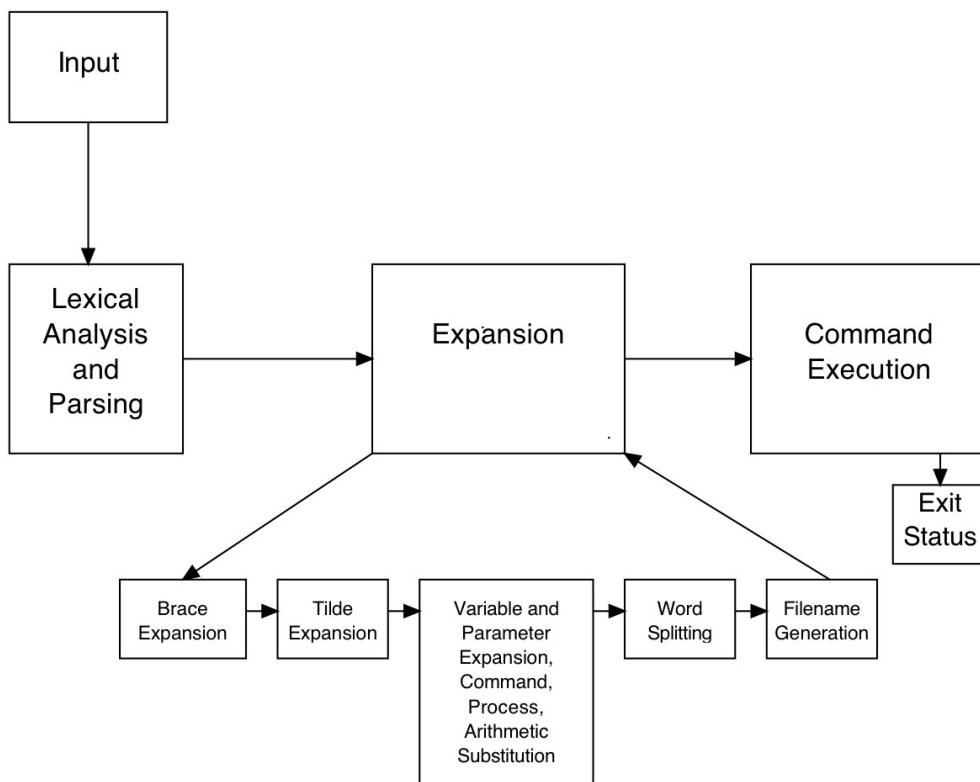 Input
Lexical
Analysis
and
Parsing
Expansion
Command
Execution
Exit
Status
Brace
Expansion
Tilde
Expansion
Variable and
Parameter
Expansion,
Command,
Process,
Arithmetic
Substitution
Word
Splitting
Filename
Generation